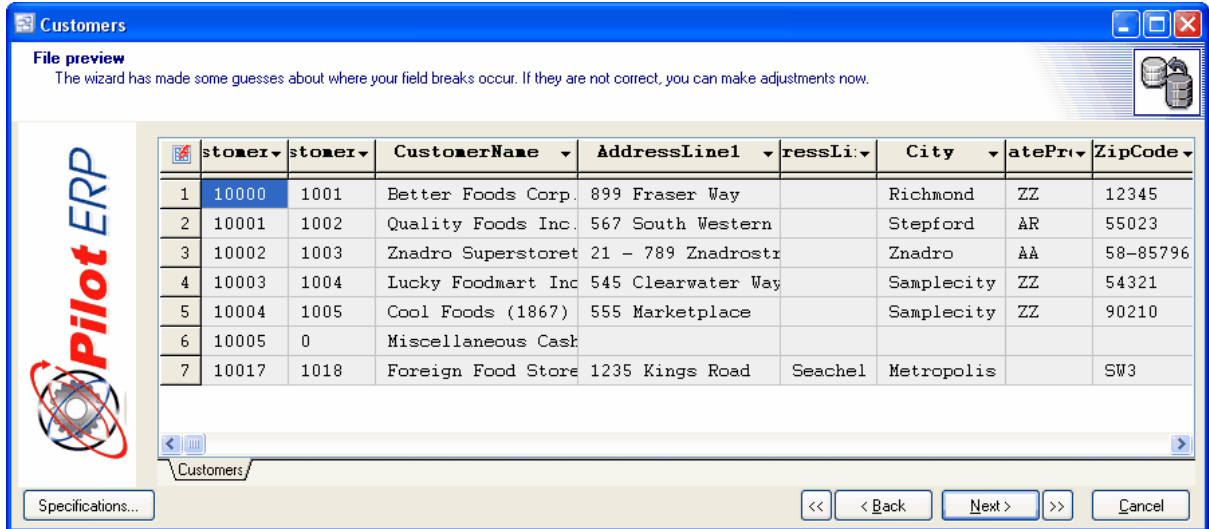 Customers
File preview
The wizard has made some guesses about where your field breaks occur. If they are not correct, you can make adjustments now.
Pilot ERP
stomer stomer CustomerName AddressLine1 ressLi City atePr ZipCode
1 10000 1001 Better Foods Corp. 899 Fraser Way Richmond ZZ 12345
2 10001 1002 Quality Foods Inc. 567 South Western Stepford AR 55023
3 10002 1003 Znadro Superstoret 21 - 789 Znadrostr Znadro AA 58-85796
4 10003 1004 Lucky Foodmart Inc 545 Clearwater Way Samplecity ZZ 54321
5 10004 1005 Cool Foods (1867) 555 Marketplace Samplecity ZZ 90210
6 10005 0 Miscellaneous Cash
7 10017 1018 Foreign Food Store 1235 Kings Road Seachel Metropolis SW3
Customers
Specifications... << < Back Next > >> Cancel